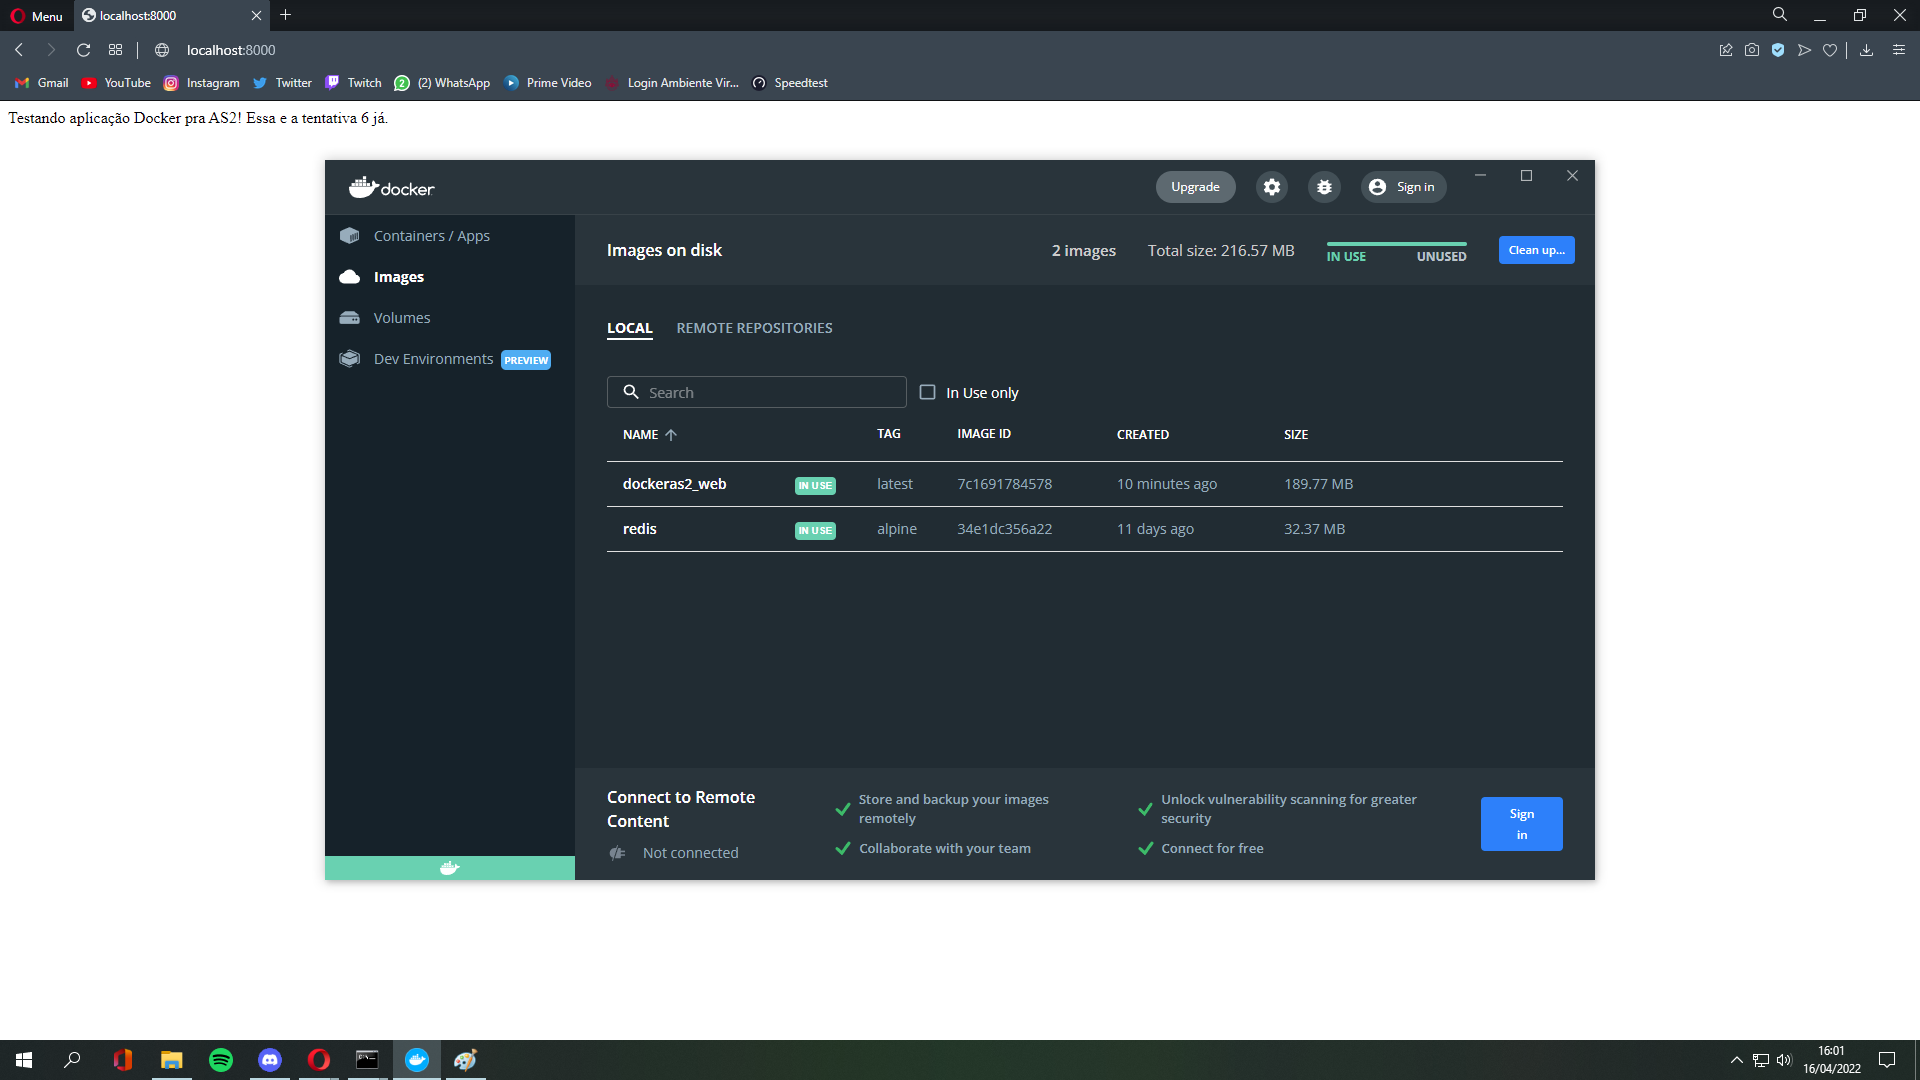 Menu
localhost:8000
localhost:8000
Gmail YouTube Instagram Twitter Twitch (2) WhatsApp Prime Video Login Ambiente Vir... Speedtest
Testando aplicação Docker pra AS2! Essa e a tentativa 6 já.
docker
Upgrade
Sign in
Containers / Apps
Images
Volumes
Dev Environments PREVIEW
Images on disk
2 images
Total size: 216.57 MB
IN USE UNUSED
Clean up...
LOCAL REMOTE REPOSITORIES
Search
In Use only
NAME TAG IMAGE ID CREATED SIZE
dockeras2_web IN USE latest 7c1691784578 10 minutes ago 189.77 MB
redis IN USE alpine 34e1dc356a22 11 days ago 32.37 MB
Connect to Remote
Content
Not connected
Store and backup your images
remotely
Collaborate with your team
Unlock vulnerability scanning for greater
security
Connect for free
Sign
in
16:01
16/04/2022